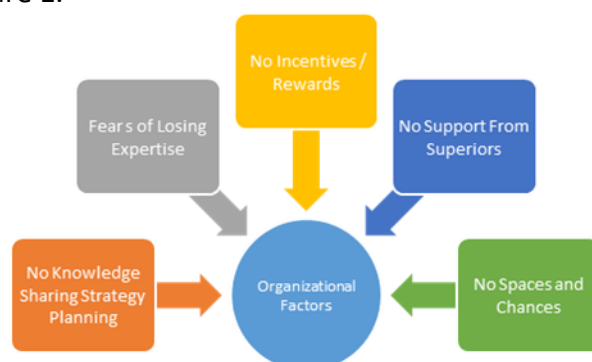 No Incentives /
Rewards
Fears of Losing
Expertise
No Support From
Superiors
No Knowledge
Sharing Strategy
Planning
Organizational
Factors
No Spaces and
Chances